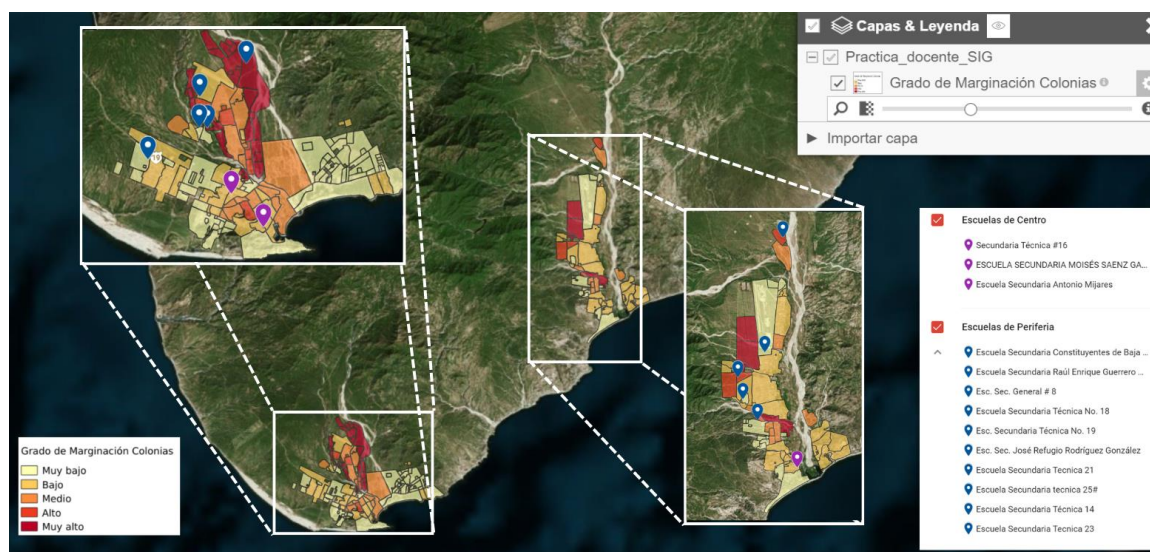 Capas & Leyenda
Practica_docente_SIG
Grado de Marginación Colonias
Importar capa
Escuelas de Centro
Secundaria Técnica #16
ESCUELA SECUNDARIA MOISÉS SAENZ GA...
Escuela Secundaria Antonio Mijares
Escuelas de Periferia
Escuela Secundaria Constituyentes de Baja ...
Escuela Secundaria Raúl Enrique Guerrero ...
Esc. Sec. General # 8
Escuela Secundaria Técnica No. 18
Esc. Secundaria Técnica No. 19
Esc. Sec. José Refugio Rodríguez González
Escuela Secundaria Tecnica 21
Escuela Secundaria tecnica 25#
Escuela Secundaria Técnica 14
Escuela Secundaria Tecnica 23
Grado de Marginación Colonias
Muy bajo
Bajo
Medio
Alto
Muy alto